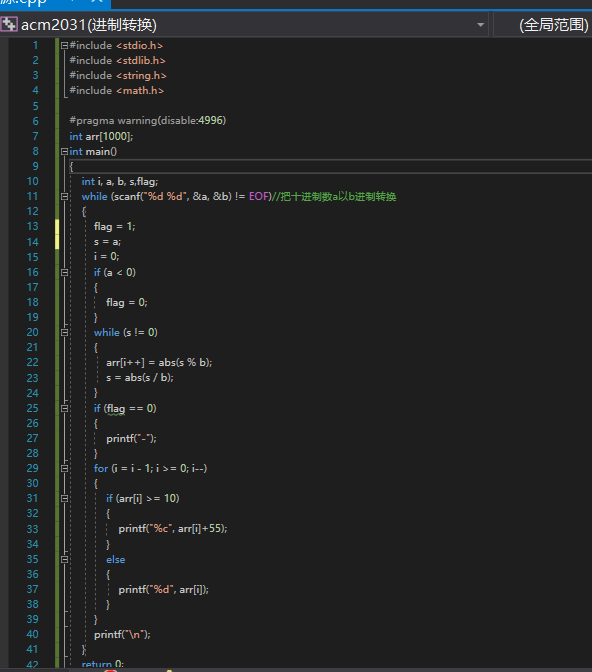 源.cpp
acm2031(进制转换)
(全局范围)
1 #include <stdio.h>
2 #include <stdlib.h>
3 #include <string.h>
4 #include <math.h>
5
6 #pragma warning(disable:4996)
7 int arr[1000];
8 int main()
9 {
10 int i, a, b, s,flag;
11 while (scanf("%d %d", &a, &b) != EOF)//把十进制数a以b进制转换
12 {
13 flag = 1;
14 s = a;
15 i = 0;
16 if (a < 0)
17 {
18 flag = 0;
19 }
20 while (s != 0)
21 {
22 arr[i++] = abs(s % b);
23 s = abs(s / b);
24 }
25 if (flag == 0)
26 {
27 printf("-");
28 }
29 for (i = i - 1; i >= 0; i--)
30 {
31 if (arr[i] >= 10)
32 {
33 printf("%c", arr[i]+55);
34 }
35 else
36 {
37 printf("%d", arr[i]);
38 }
39 }
40 printf("\n");
41 }
42 return 0;